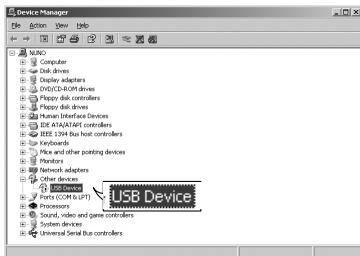 Device Manager
File Action View Help
NUNO
Computer
Disk drives
Display adapters
DVD/CD-ROM drives
Floppy disk controllers
Floppy disk drives
Human Interface Devices
IDE ATA/ATAPI controllers
IEEE 1394 Bus host controllers
Keyboards
Mice and other pointing devices
Monitors
Network adapters
Other devices
USB Device
USB Device
Ports (COM & LPT)
Processors
Sound, video and game controllers
System devices
Universal Serial Bus controllers